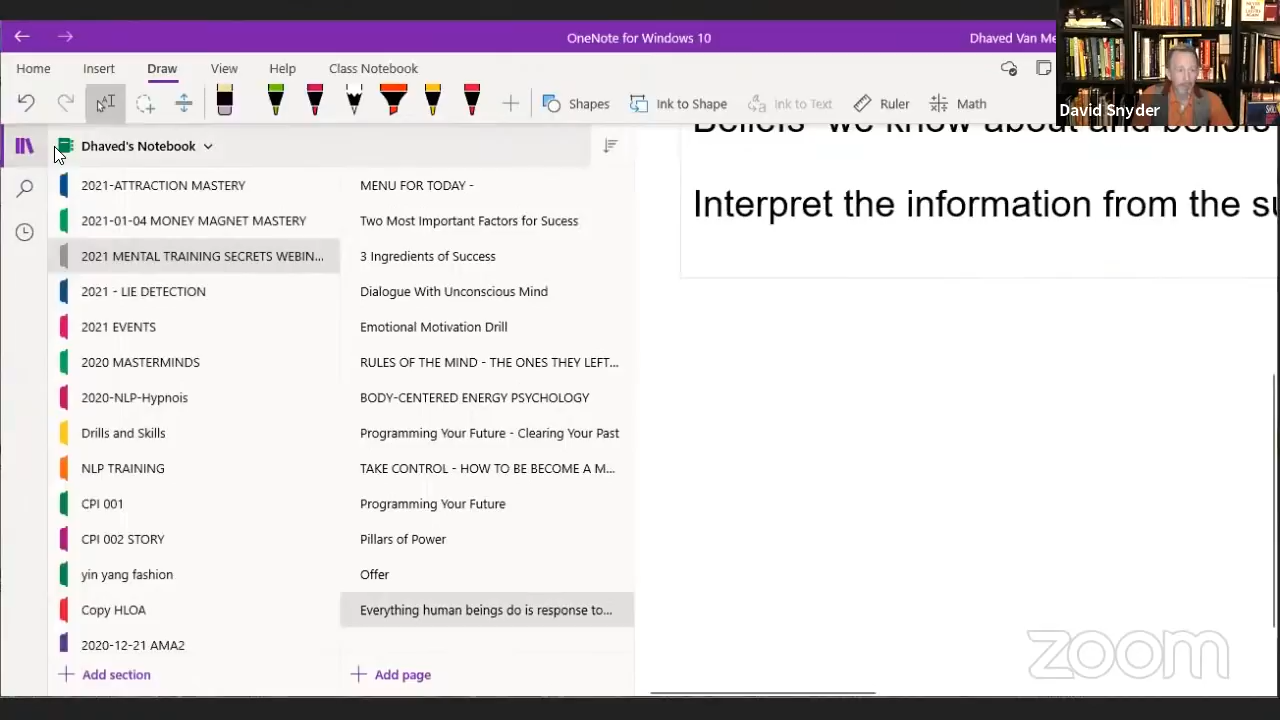 OneNote for Windows 10
Dhaved Van Me
Home Insert Draw View Help Class Notebook
Shapes Ink to Shape Ink to Text Ruler Math
David Snyder
Dhaved's Notebook
2021-ATTRACTION MASTERY
2021-01-04 MONEY MAGNET MASTERY
2021 MENTAL TRAINING SECRETS WEBIN...
2021 - LIE DETECTION
2021 EVENTS
2020 MASTERMINDS
2020-NLP-Hypnois
Drills and Skills
NLP TRAINING
CPI 001
CPI 002 STORY
yin yang fashion
Copy HLOA
2020-12-21 AMA2
Add section
MENU FOR TODAY -
Two Most Important Factors for Sucess
3 Ingredients of Success
Dialogue With Unconscious Mind
Emotional Motivation Drill
RULES OF THE MIND - THE ONES THEY LEFT...
BODY-CENTERED ENERGY PSYCHOLOGY
Programming Your Future - Clearing Your Past
TAKE CONTROL - HOW TO BE BECOME A M...
Programming Your Future
Pillars of Power
Offer
Everything human beings do is response to...
Add page
Beliefs we know about and beliefs
Interpret the information from the su
zoom